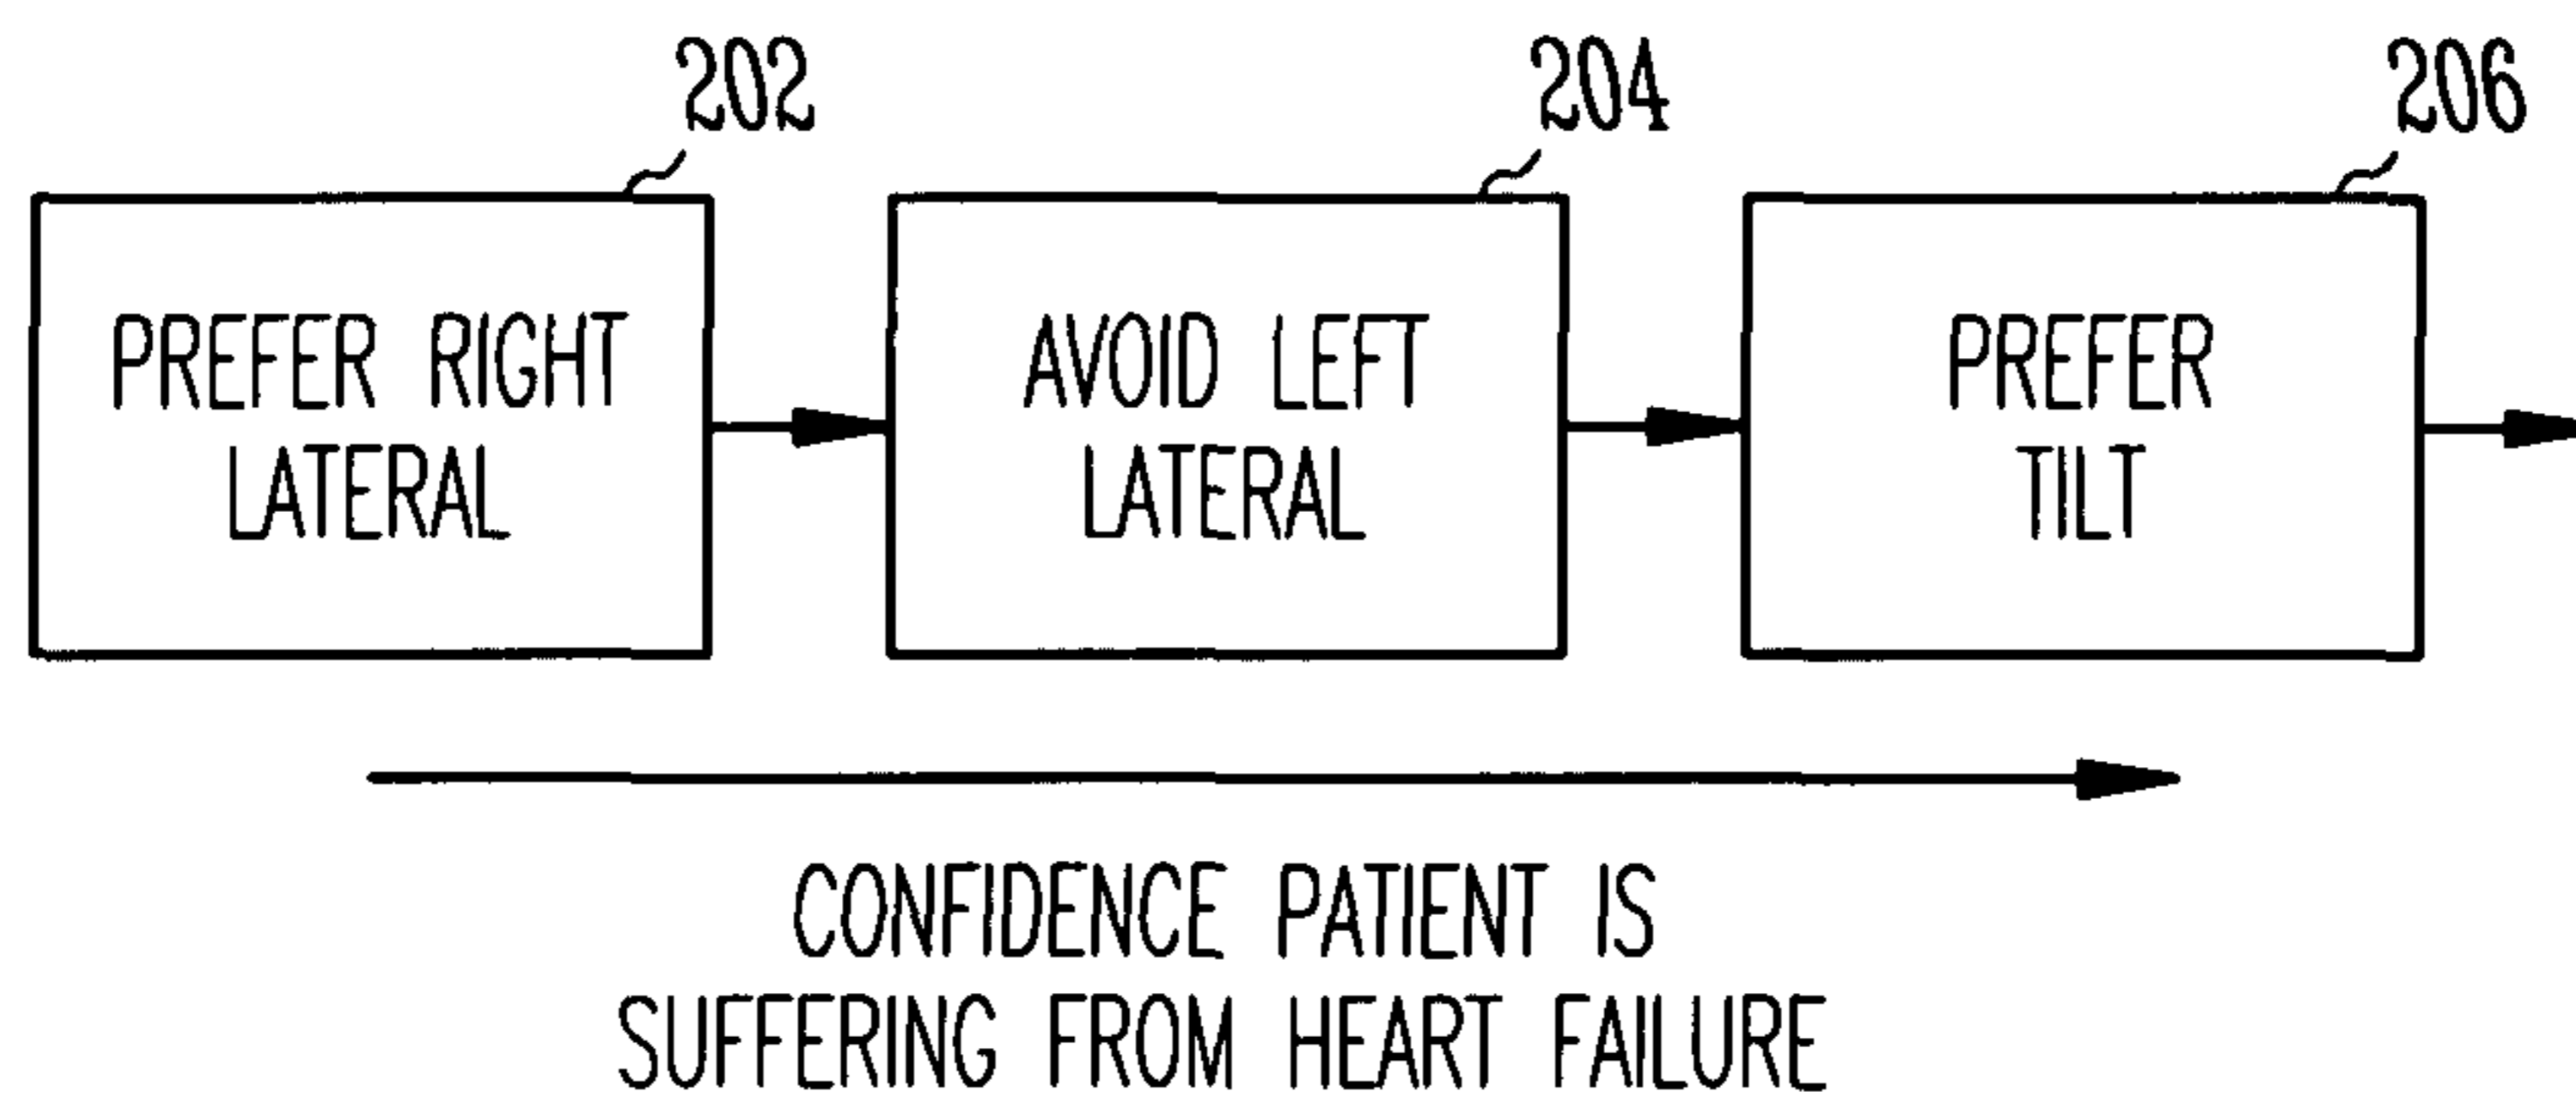 202
204
206
PREFER RIGHT
LATERAL
AVOID LEFT
LATERAL
PREFER
TILT
CONFIDENCE PATIENT IS
SUFFERING FROM HEART FAILURE